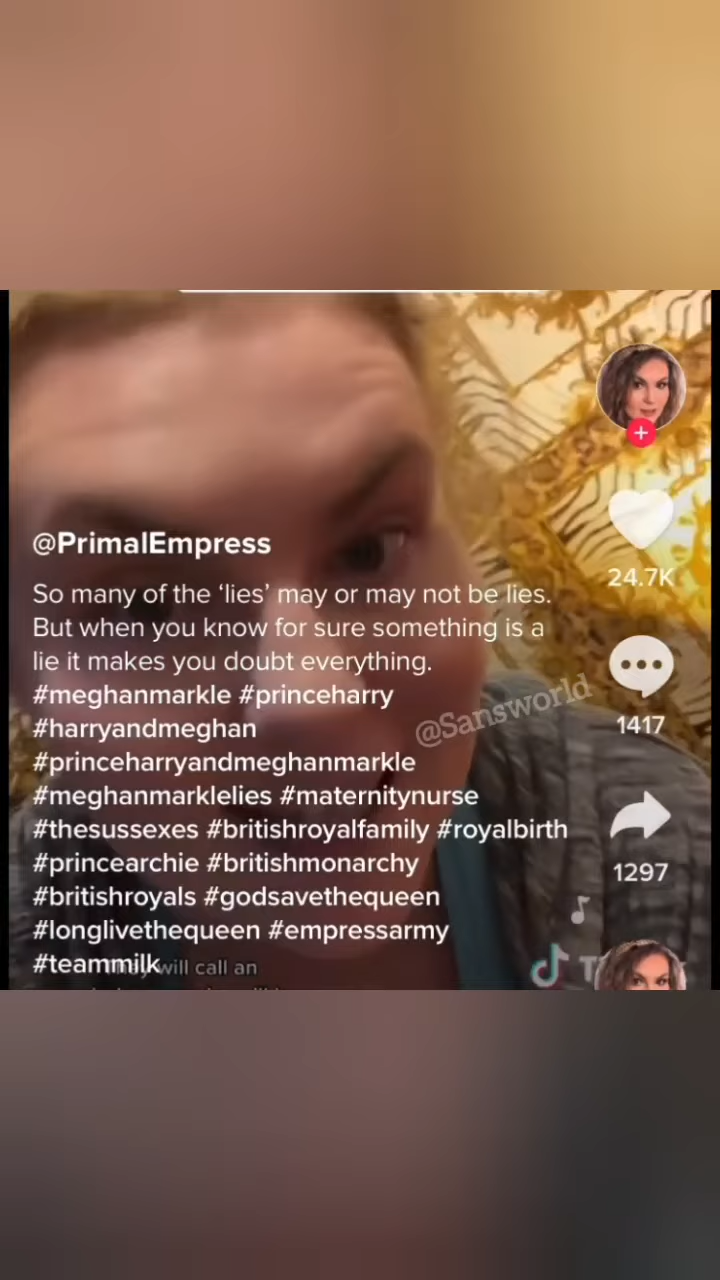 @PrimalEmpress
So many of the ‘lies’ may or may not be lies.
But when you know for sure something is a
lie it makes you doubt everything.
#meghanmarkle #princeharry
#harryandmeghan
#princeharryandmeghanmarkle
#meghanmarklelies #maternitynurse
#thesussexes #britishroyalfamily #royalbirth
#princearchie #britishmonarchy
#britishroyals #godsavethequeen
#longlivethequeen #empressarmy
#teammilk
will call an
@Sansworld
24.7K
1417
1297